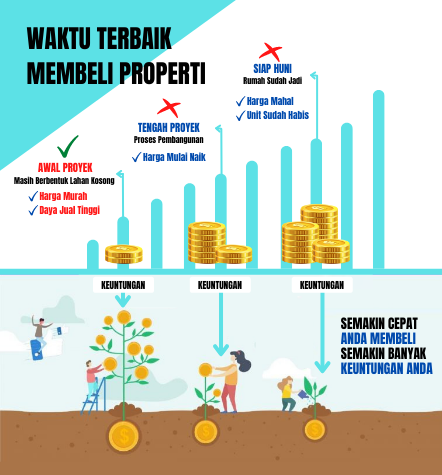 WAKTU TERBAIK
MEMBELI PROPERTI
SIAP HUNI
Rumah Sudah Jadi
Harga Mahal
Unit Sudah Habis
TENGAH PROYEK
Proses Pembangunan
Harga Mulai Naik
AWAL PROYEK
Masih Berbentuk Lahan Kosong
Harga Murah
Daya Jual Tinggi
KEUNTUNGAN
KEUNTUNGAN
KEUNTUNGAN
SEMAKIN CEPAT
ANDA MEMBELI
SEMAKIN BANYAK
KEUNTUNGAN ANDA